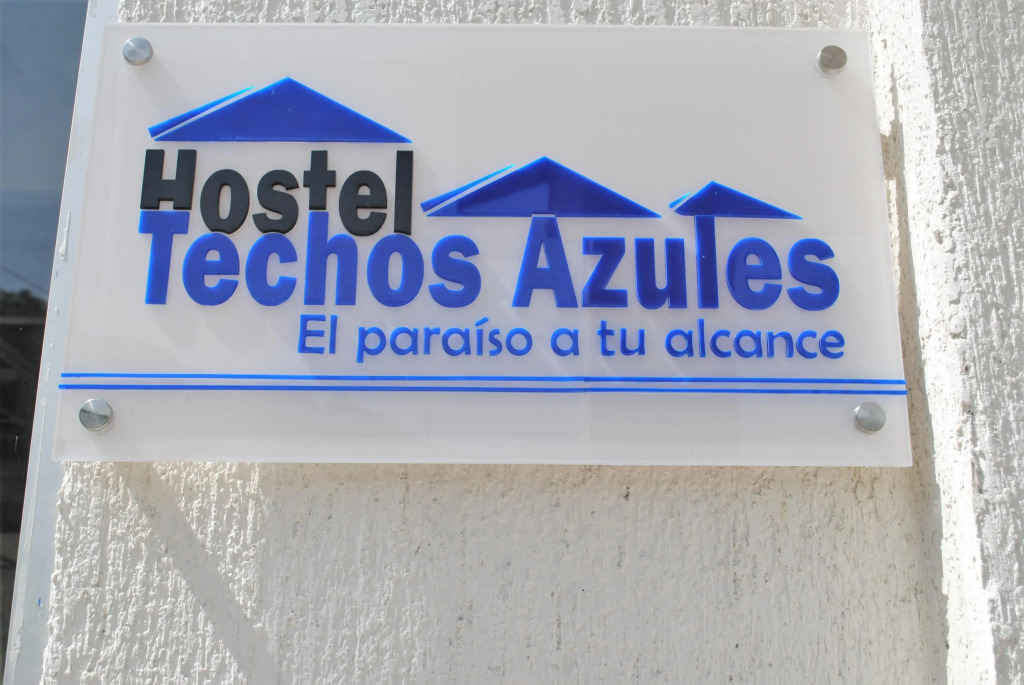 Hostel
Techos Azules
El paraíso a tu alcance